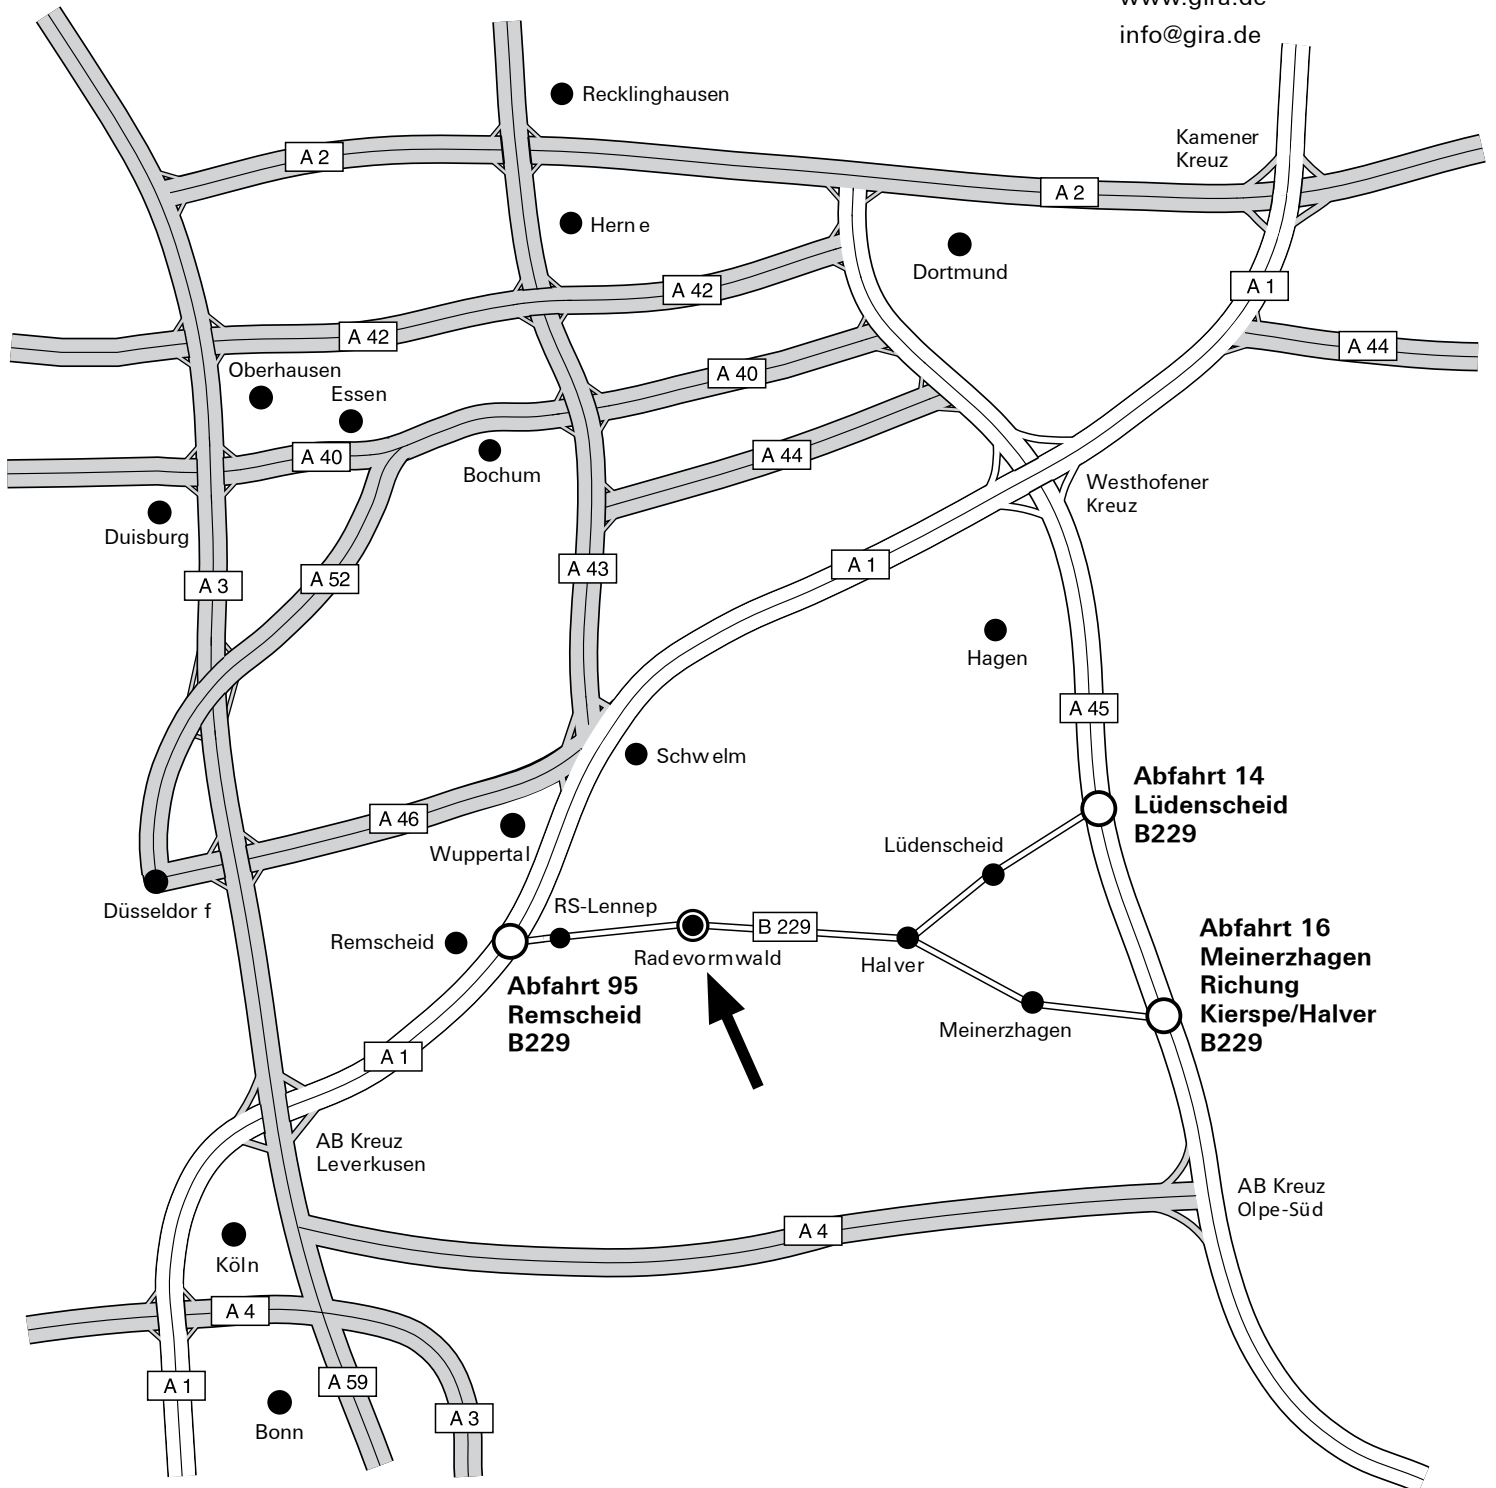 www.gira.de
info@gira.de
Recklinghausen
Kamener
Kreuz
A 2
A 2
Herne
Dortmund
A 42
A 1
A 42
A 44
Oberhausen
A 40
Essen
A 40
A 44
Bochum
Westhofener
Kreuz
Duisburg
A 3
A 52
A 43
A 1
Hagen
A 45
Schwelm
Abfahrt 14
Lüdenscheid
B229
A 46
Wuppertal
Lüdenscheid
Düsseldorf
RS-Lennep
Remscheid
B 229
Radevormwald
Halver
Abfahrt 16
Meinerzhagen
Richung
Kierspe/Halver
B229
Abfahrt 95
Remscheid
B229
Meinerzhagen
A 1
AB Kreuz
Leverkusen
AB Kreuz
Olpe-Süd
A 4
Köln
A 4
A 1
A 59
A 3
Bonn